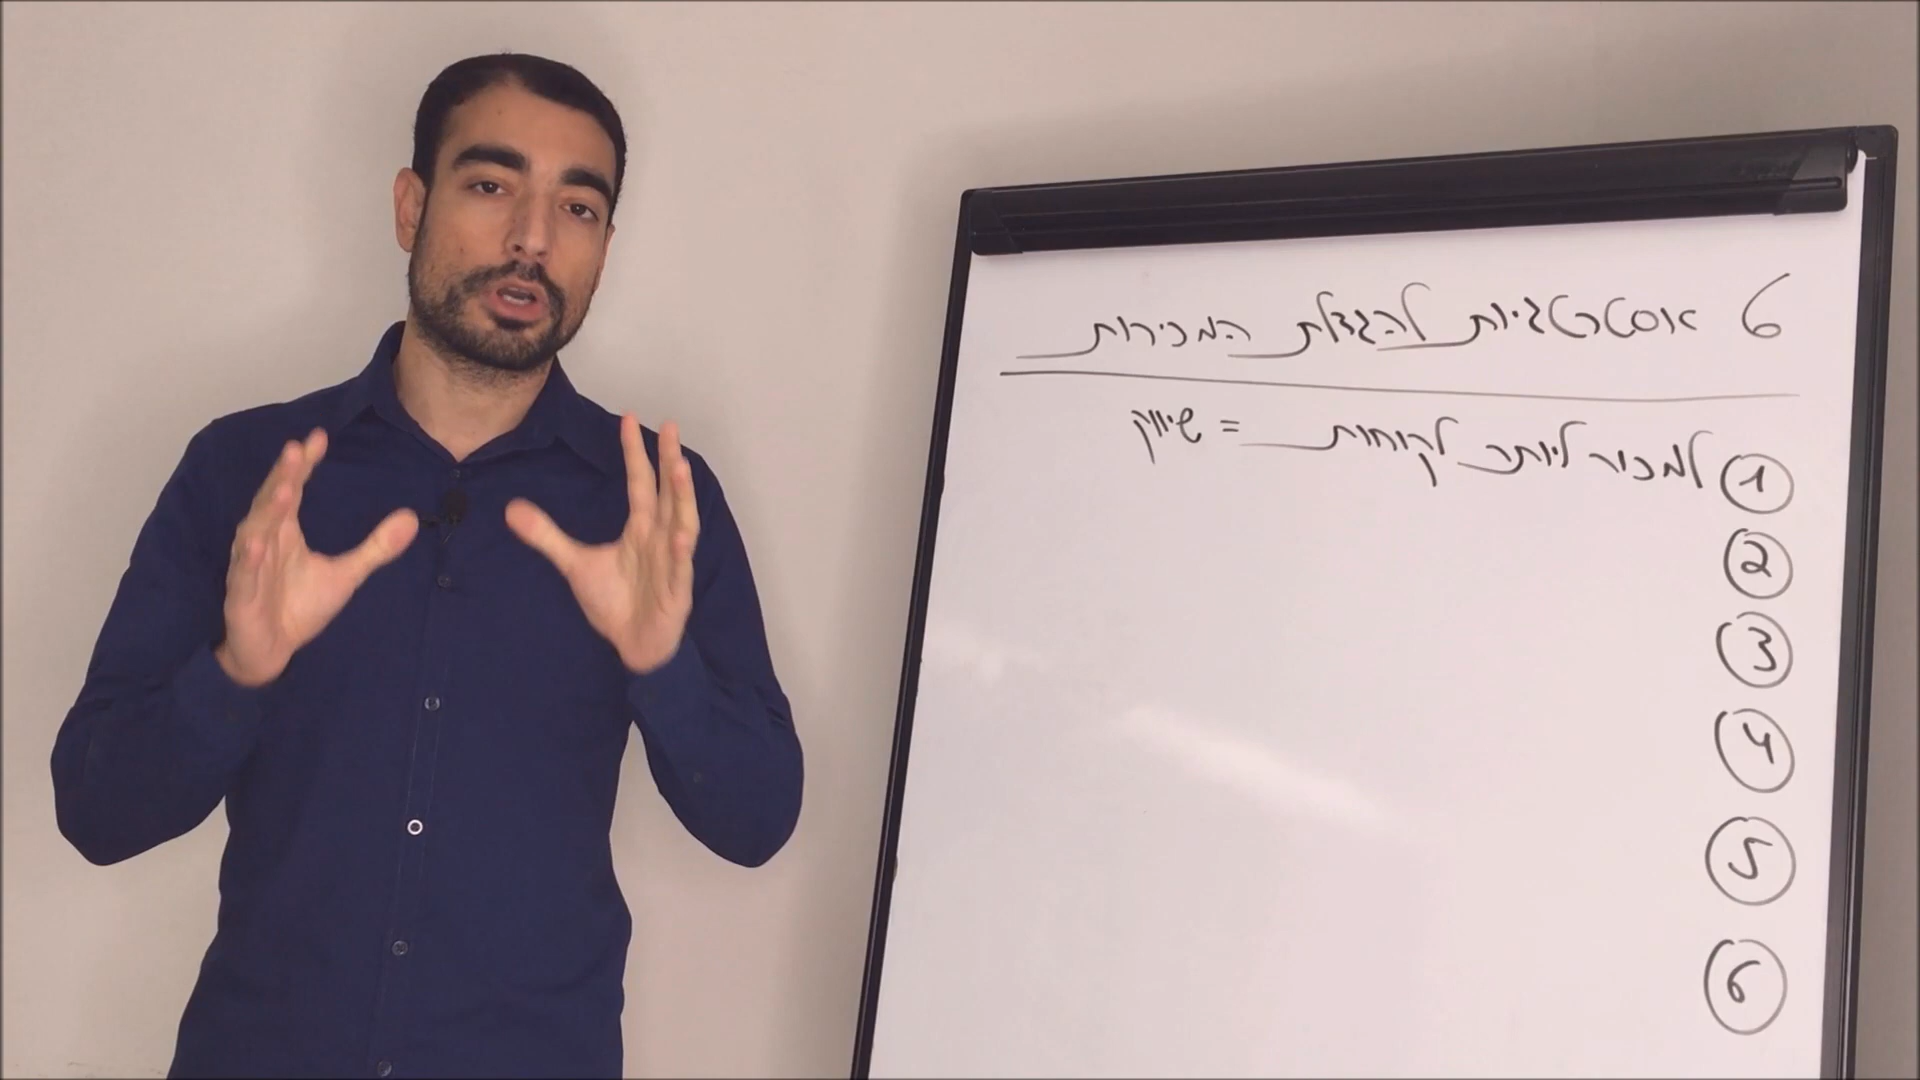 6 אסטרטגיות להגדלת המכירות
① למכור ליותר לקוחות = שיווק
②
③
④
⑤
⑥